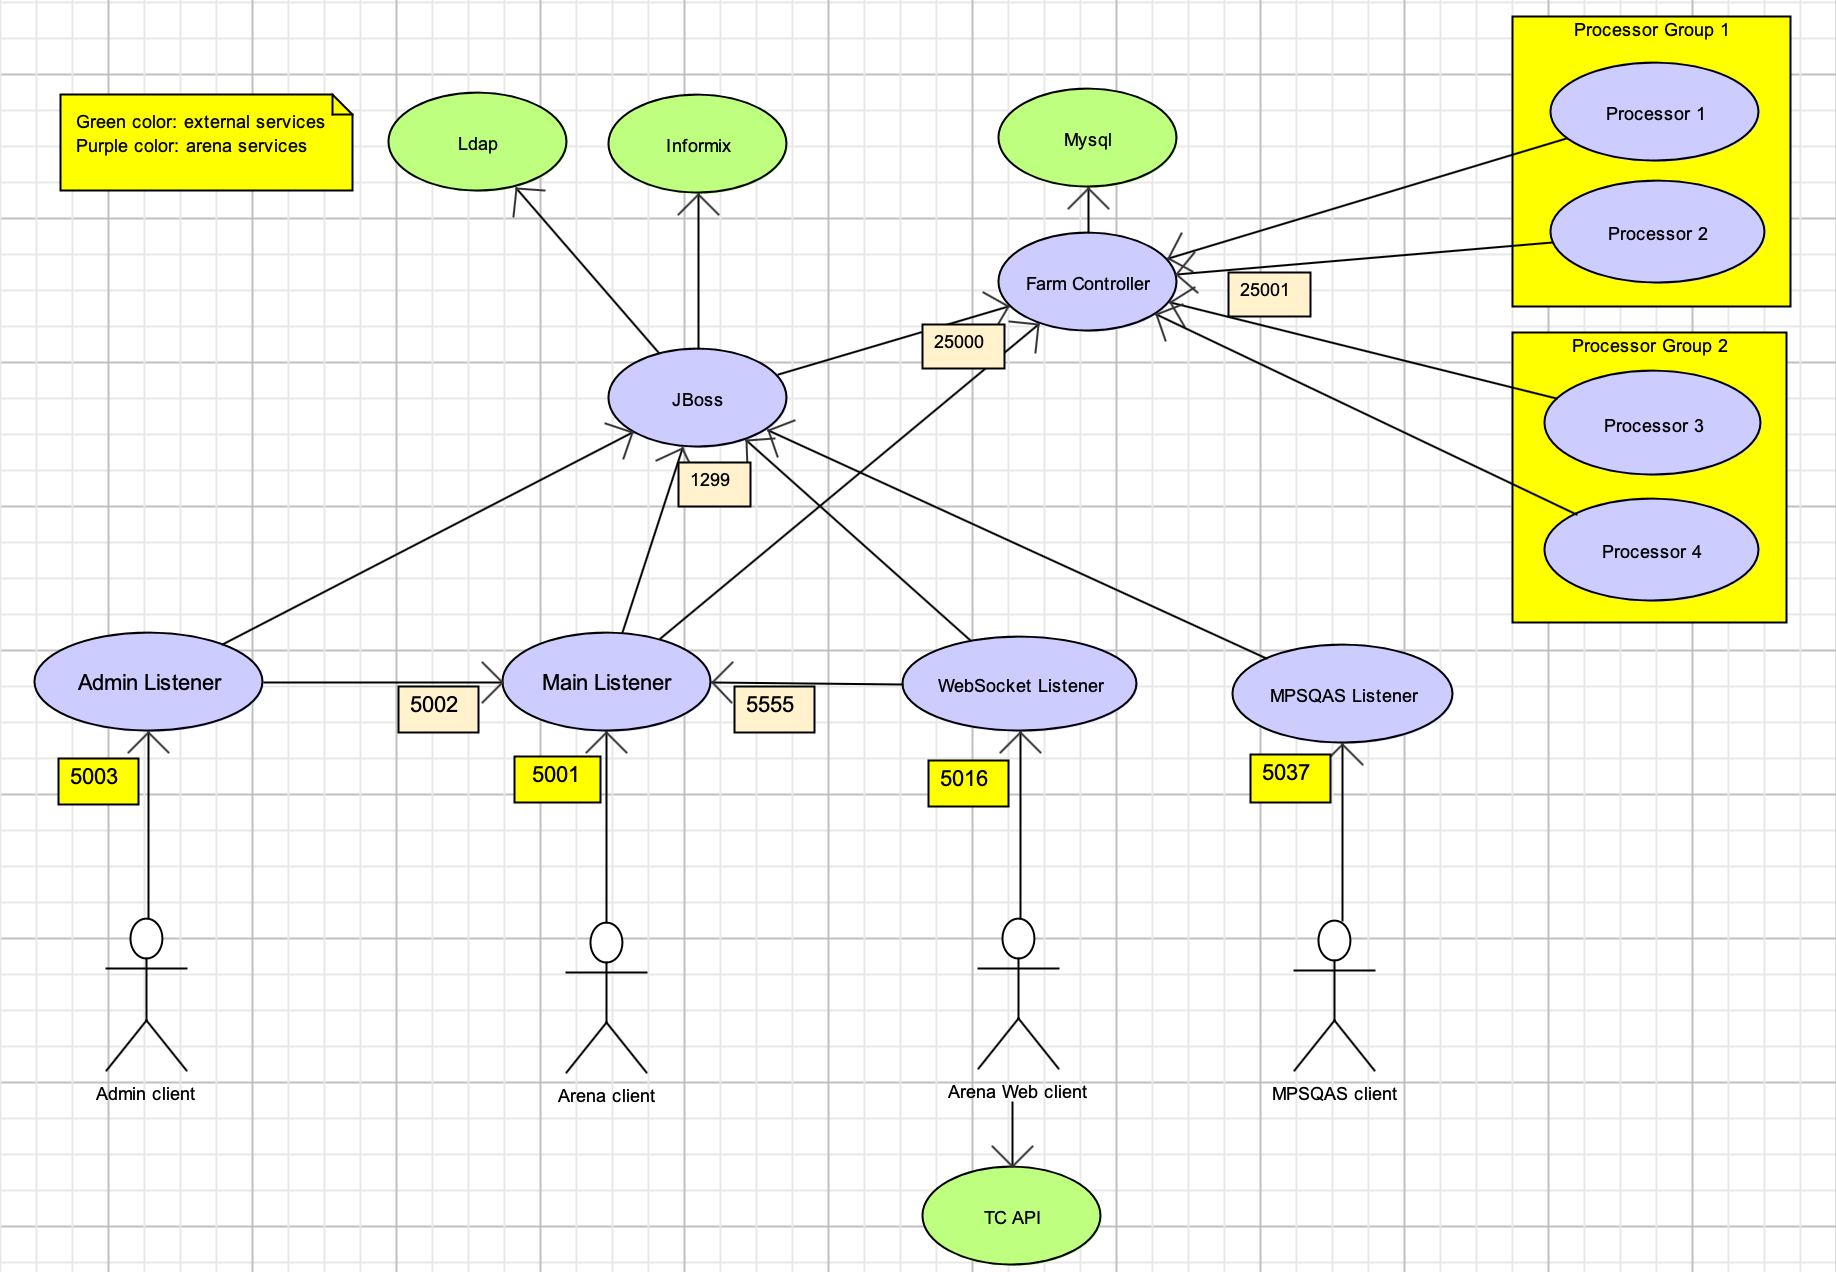 Processor Group 1
Green color: external services
Purple color: arena services
Ldap
Informix
Mysql
Processor 1
Processor 2
Farm Controller
25001
25000
Processor Group 2
JBoss
Processor 3
1299
Processor 4
Admin Listener
Main Listener
WebSocket Listener
MPSQAS Listener
5002
5555
5003
5001
5016
5037
Admin client
Arena client
Arena Web client
MPSQAS client
TC API